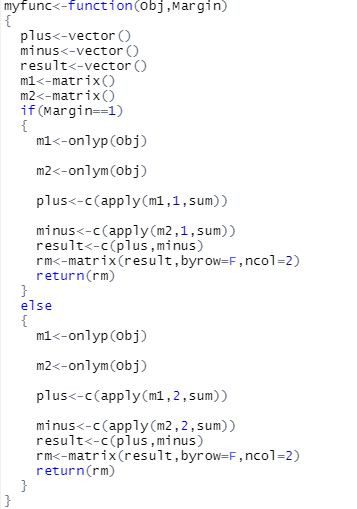 myfunc<-function(Obj,Margin)
{
  plus<-vector()
  minus<-vector()
  result<-vector()
  m1<-matrix()
  m2<-matrix()
  if(Margin==1)
  {
    m1<-onlyp(Obj)

    m2<-onlym(Obj)

    plus<-c(apply(m1,1,sum))

    minus<-c(apply(m2,1,sum))
    result<-c(plus,minus)
    rm<-matrix(result,byrow=F,ncol=2)
    return(rm)
  }
  else
  {
    m1<-onlyp(Obj)

    m2<-onlym(Obj)

    plus<-c(apply(m1,2,sum))

    minus<-c(apply(m2,2,sum))
    result<-c(plus,minus)
    rm<-matrix(result,byrow=F,ncol=2)
    return(rm)
  }
}